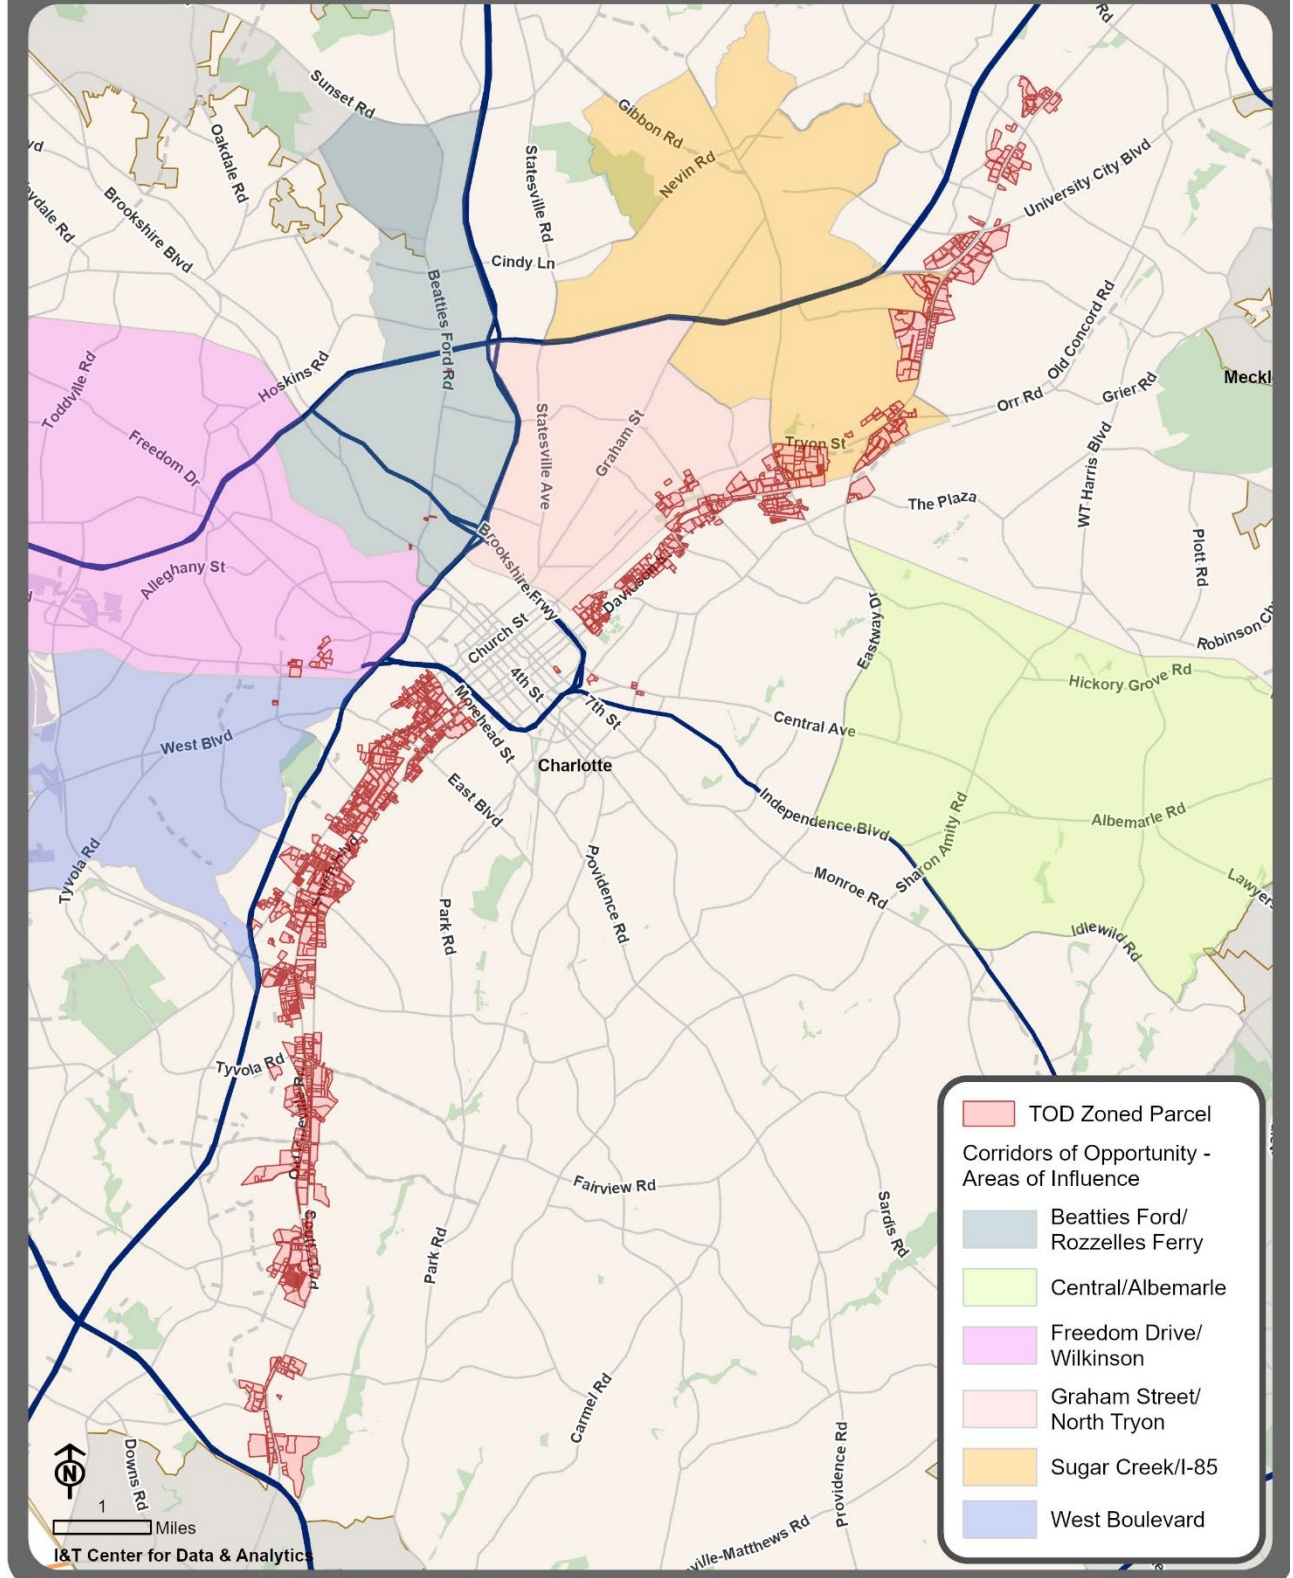 Rd
Sunset Rd
Gibbon Rd
Nevin Rd
Oakdale Rd
Statesville Rd
University City Blvd
vd
Brookshire Blvd
Cindy Ln
Beatties Ford Rd
Old Concord Rd
Toddville Rd
Hoskins Rd
Meckl
Grier Rd
Orr Rd
Freedom Dr
Statesville Ave
Graham St
Tryon St
WT Harris Blvd
The Plaza
Plott Rd
Alleghany St
Brookshire Frwy
Eastway Dr
Church St
Hickory Grove Rd
4th St
7th St
Morehead St
West Blvd
Central Ave
Charlotte
East Blvd
Independence Blvd
Albemarle Rd
Sharon Amity Rd
Tyvola Rd
Providence Rd
Monroe Rd
Park Rd
Lawyers
Idlewild Rd
Tyvola Rd
Fairview Rd
Sardis Rd
Park Rd
Carmel Rd
Providence Rd
Downs Rd
ville-Matthews Rd
TOD Zoned Parcel
Corridors of Opportunity -
Areas of Influence
Beatties Ford/
Rozzelles Ferry
Central/Albemarle
Freedom Drive/
Wilkinson
Graham Street/
North Tryon
Sugar Creek/I-85
West Boulevard
N
1
Miles
I&T Center for Data & Analytics